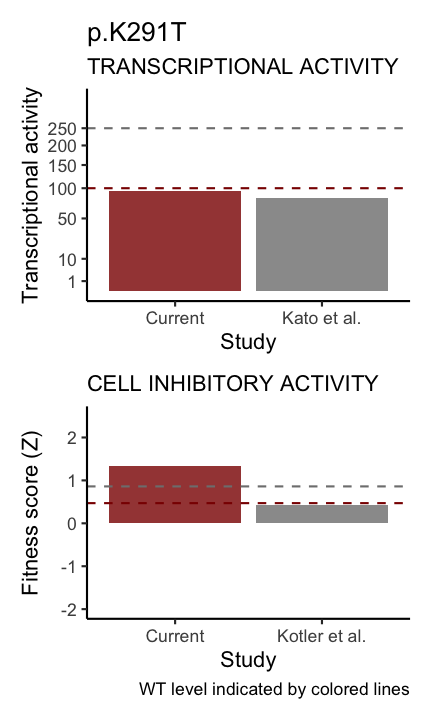 p.K291T
TRANSCRIPTIONAL ACTIVITY
Transcriptional activity
250
200
150
100
50
10
1
Current
Kato et al.
Study
CELL INHIBITORY ACTIVITY
Fitness score (Z)
2
1
0
-1
-2
Current
Kotler et al.
Study
WT level indicated by colored lines